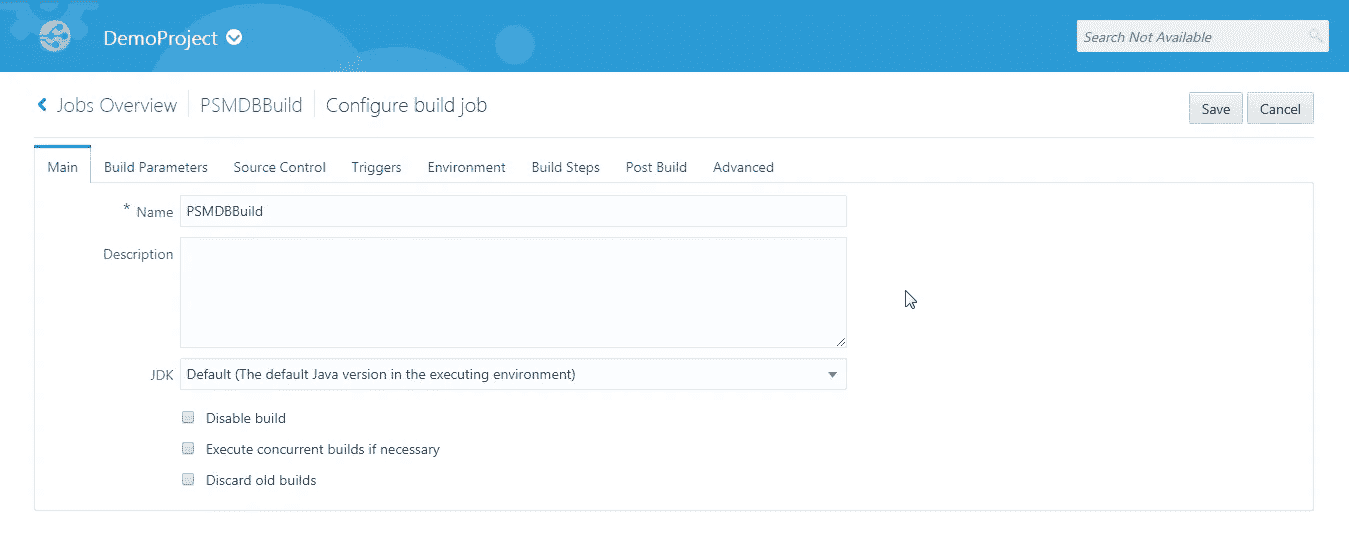 DemoProject
Search Not Available
Jobs Overview PSMDBBuild Configure build job
Save Cancel
Main Build Parameters Source Control Triggers Environment Build Steps Post Build Advanced
* Name PSMDBBuild
Description
JDK Default (The default Java version in the executing environment)
Disable build
Execute concurrent builds if necessary
Discard old builds